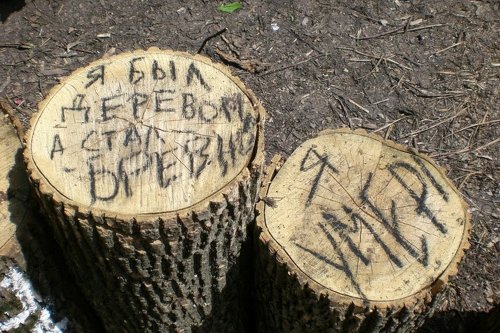 Я БЫЛ
ДЕРЕВОМ
А СТАЛ
БРЕВНОМ
Я
УМЕР!